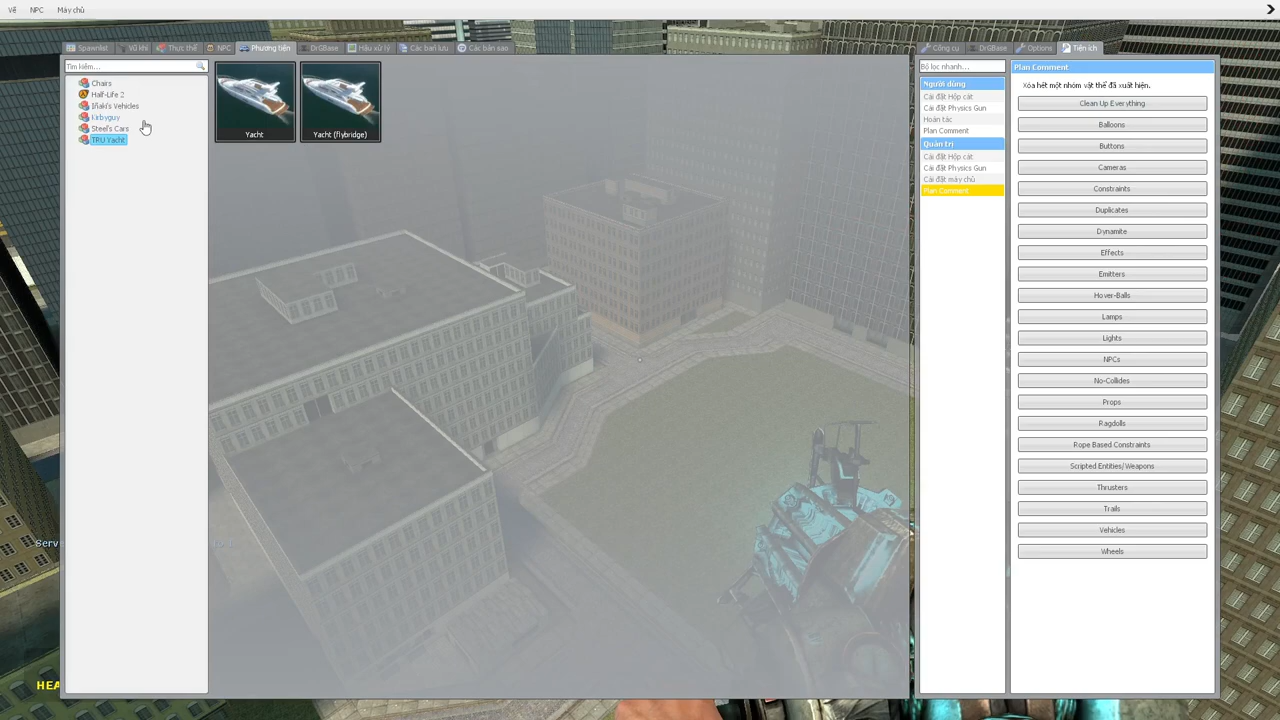 Vẽ NPC Máy chủ
Spawnlist Vũ khí Thực thể NPC Phương tiện DrGBase Hậu xử lý Các bản lưu Các bản sao
Công cụ DrGBase Options Tiện ích
Tìm kiếm...
Chairs
Half-Life 2
Iñaki's Vehicles
Kirbyguy
Steel's Cars
TRU Yacht
Yacht
Yacht (flybridge)
Bộ lọc nhanh...
Người dùng
Cài đặt Hộp cát
Cài đặt Physics Gun
Hoàn tác
Plan Comment
Quản trị
Cài đặt Hộp cát
Cài đặt Physics Gun
Cài đặt máy chủ
Plan Comment
Plan Comment
Xóa hết một nhóm vật thể đã xuất hiện.
Clean Up Everything
Balloons
Buttons
Cameras
Constraints
Duplicates
Dynamite
Effects
Emitters
Hover-Balls
Lamps
Lights
NPCs
No-Collides
Props
Ragdolls
Rope Based Constraints
Scripted Entities/Weapons
Thrusters
Trails
Vehicles
Wheels
Serv
HEA